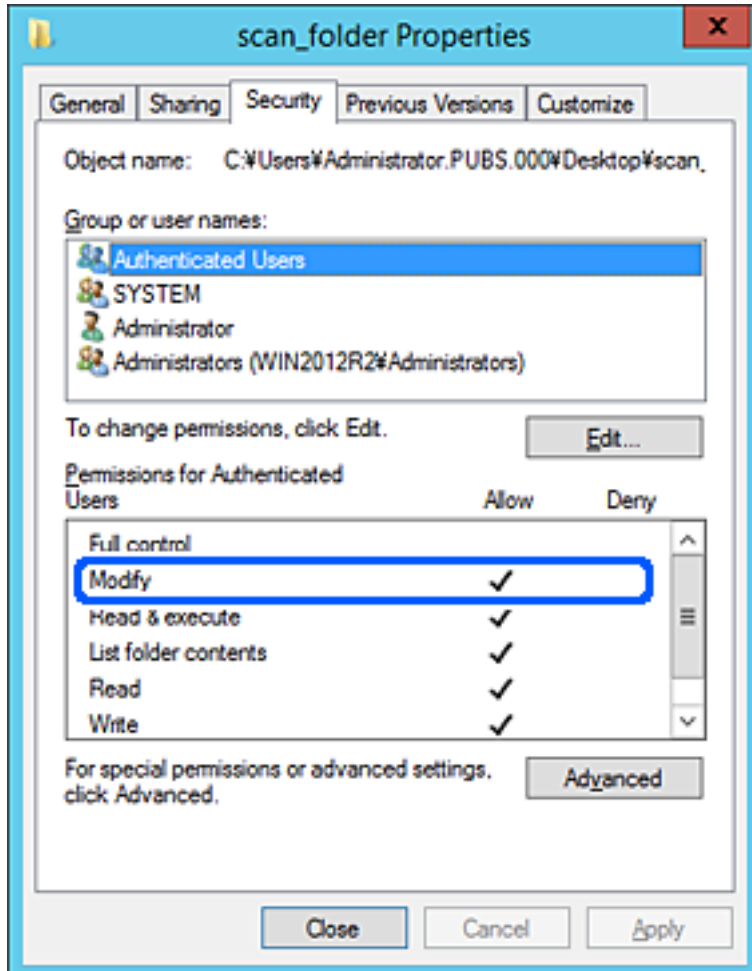 scan_folder Properties
x
General Sharing Security Previous Versions Customize
Object name: C:¥Users¥Administrator.PUBS.000¥Desktop¥scan_
Group or user names:
Authenticated Users
SYSTEM
Administrator
Administrators (WIN2012R2¥Administrators)
To change permissions, click Edit.
Edit...
Permissions for Authenticated
Users Allow Deny
Full control
Modify
Read & execute
List folder contents
Read
Write
For special permissions or advanced settings,
click Advanced.
Advanced
Close Cancel Apply